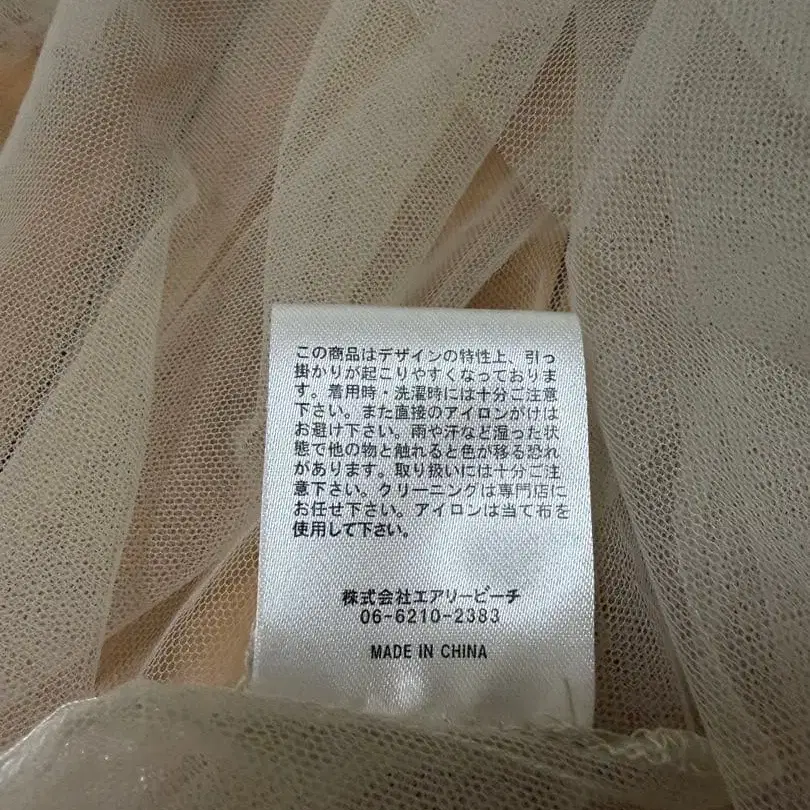 この商品はデザインの特性上、引っ
掛かりが起こりやすくなっておりま
す。着用時・洗濯時には十分ご注意
下さい。また直接のアイロンがけは
お避け下さい。雨や汗など湿った状
態で他の物と触れると色が移る恐れ
があります。取り扱いには十分ご注
意下さい。クリーニングは専門店に
お任せ下さい。アイロンは当て布を
使用して下さい。
株式会社エアリービーチ
06-6210-2383
MADE IN CHINA